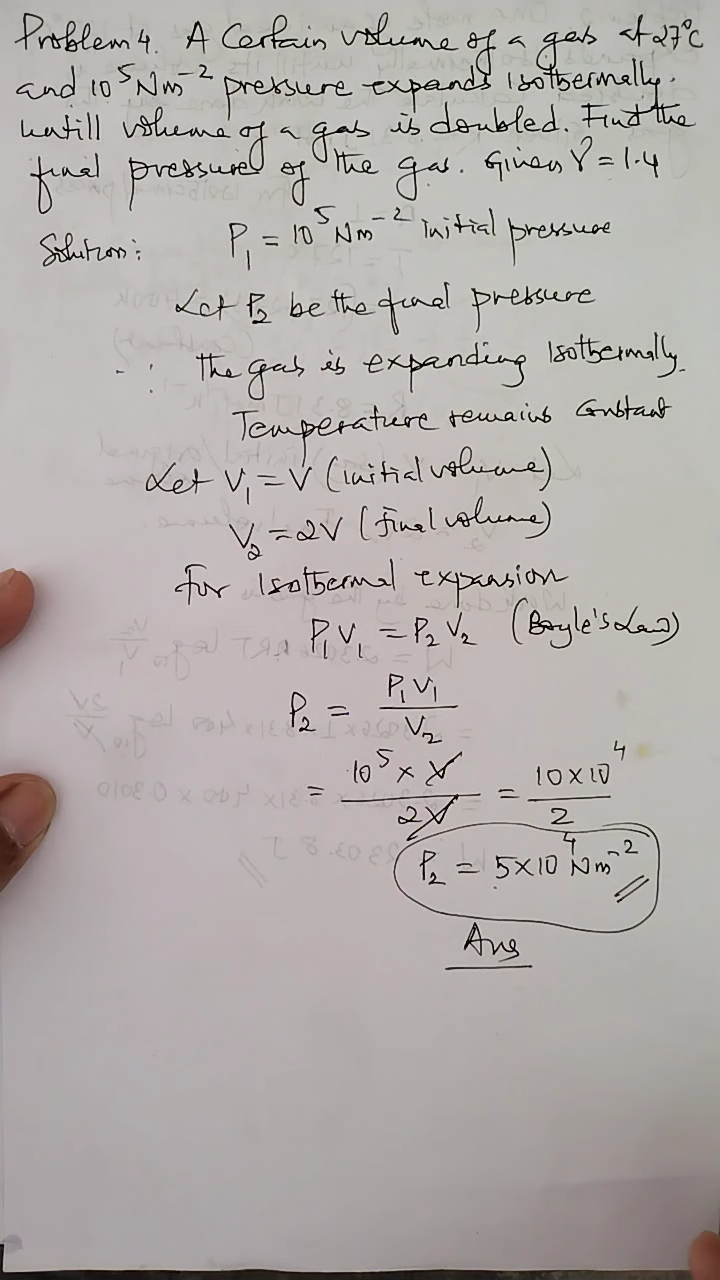 Problem 4. A Certain volume of a gas at 27°C
and 10⁵ Nm⁻² pressure expands isothermally.
untill volume of a gas is doubled. Find the
final pressure of the gas. Given γ = 1.4
Solution: P₁ = 10⁵ Nm⁻² initial pressure
Let P₂ be the final pressure
∴ the gas is expanding Isothermally.
Temperature remains Constant
Let V₁ = V (initial volume)
V₂ = 2V (final volume)
for Isothermal expansion
P₁V₁ = P₂V₂ (Boyle's Law)
P₂ = P₁V₁ / V₂
= 10⁵ × V / 2V = 10×10⁴ / 2
P₂ = 5×10⁴ Nm⁻²
Ans